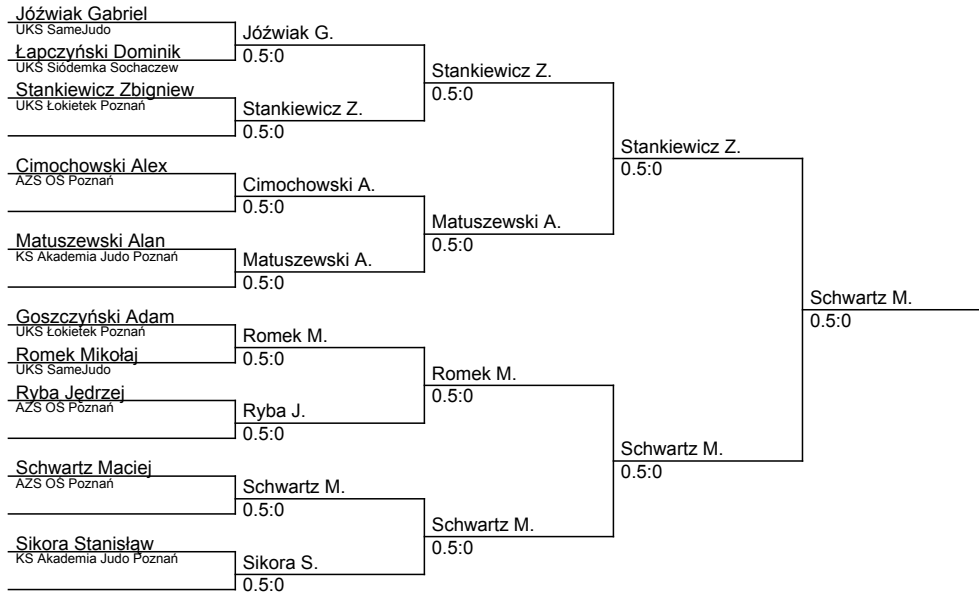 Jóźwiak Gabriel
UKS SameJudo
Łapczyński Dominik
UKS Siódemka Sochaczew
Stankiewicz Zbigniew
UKS Łokietek Poznań
Cimochowski Alex
AZS OŚ Poznań
Matuszewski Alan
KS Akademia Judo Poznań
Goszczyński Adam
UKS Łokietek Poznań
Romek Mikołaj
UKS SameJudo
Ryba Jędrzej
AZS OŚ Poznań
Schwartz Maciej
AZS OŚ Poznań
Sikora Stanisław
KS Akademia Judo Poznań
Jóźwiak G.
0.5:0
Stankiewicz Z.
0.5:0
Cimochowski A.
0.5:0
Matuszewski A.
0.5:0
Romek M.
0.5:0
Ryba J.
0.5:0
Schwartz M.
0.5:0
Sikora S.
0.5:0
Stankiewicz Z.
0.5:0
Matuszewski A.
0.5:0
Romek M.
0.5:0
Schwartz M.
0.5:0
Stankiewicz Z.
0.5:0
Schwartz M.
0.5:0
Schwartz M.
0.5:0